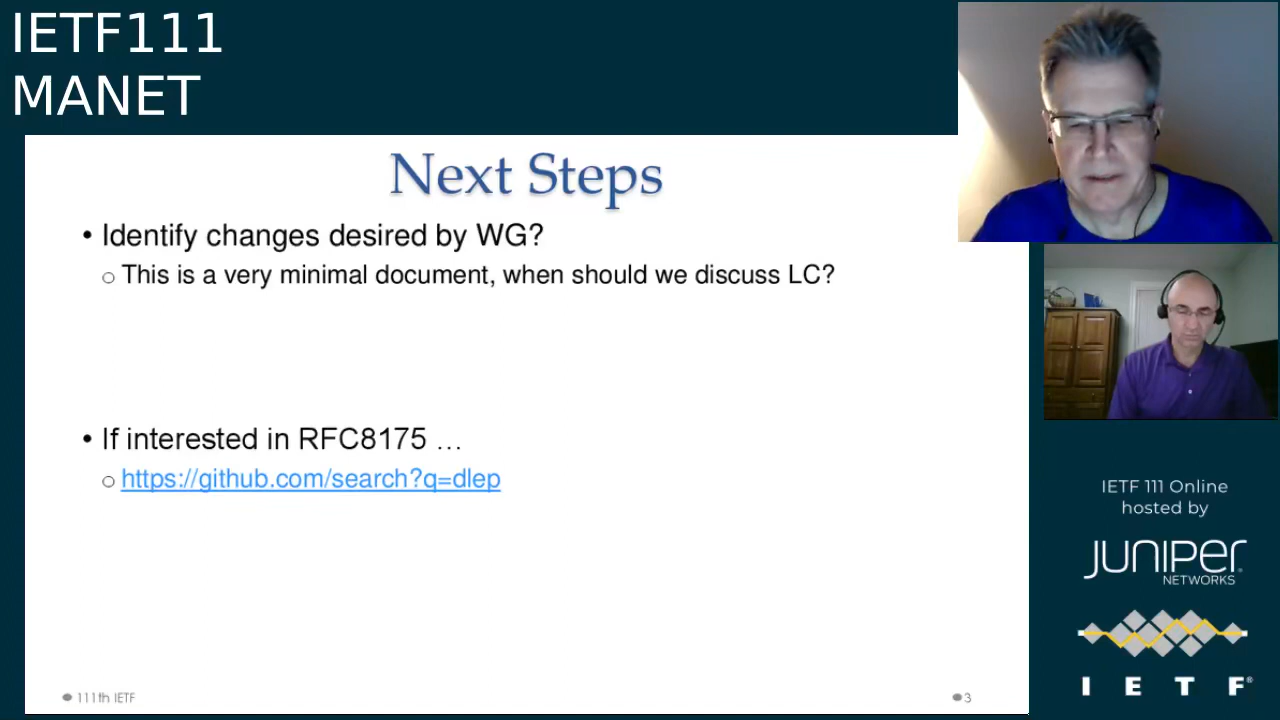 IETF111
MANET
Next Steps
• Identify changes desired by WG?
o This is a very minimal document, when should we discuss LC?
• If interested in RFC8175 …
o https://github.com/search?q=dlep
111th IETF
3
IETF 111 Online
hosted by
JUNIPER
NETWORKS
I E T F®